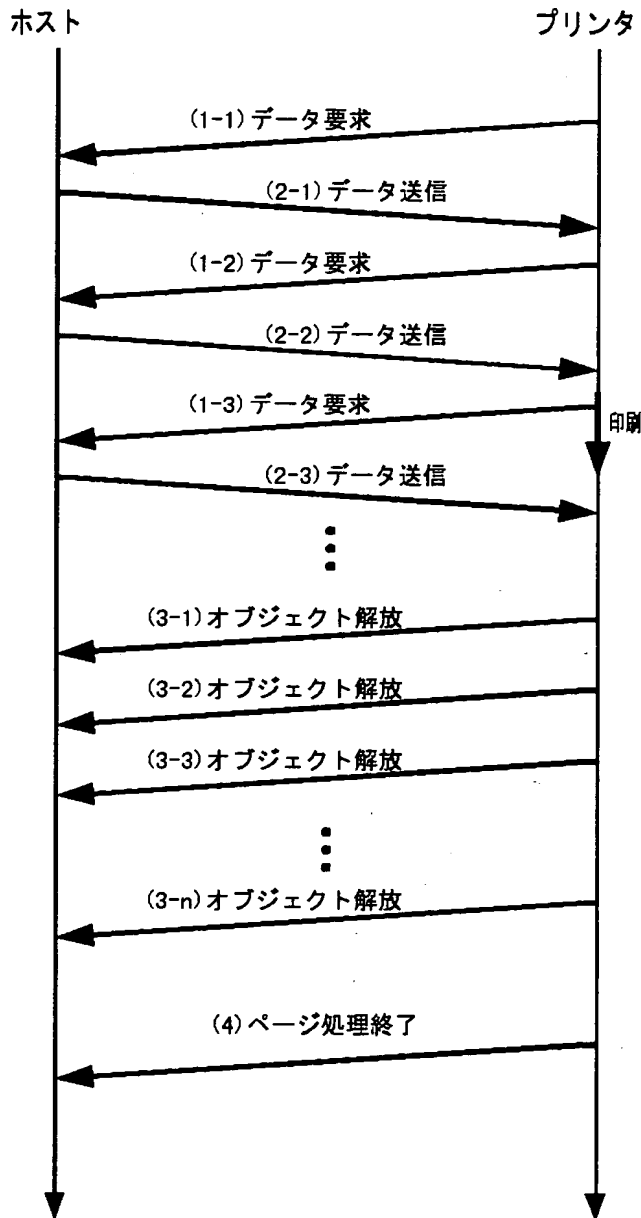 ホスト
プリンタ
(1-1)データ要求
(2-1)データ送信
(1-2)データ要求
(2-2)データ送信
(1-3)データ要求
印刷
(2-3)データ送信
(3-1)オブジェクト解放
(3-2)オブジェクト解放
(3-3)オブジェクト解放
(3-n)オブジェクト解放
(4)ページ処理終了